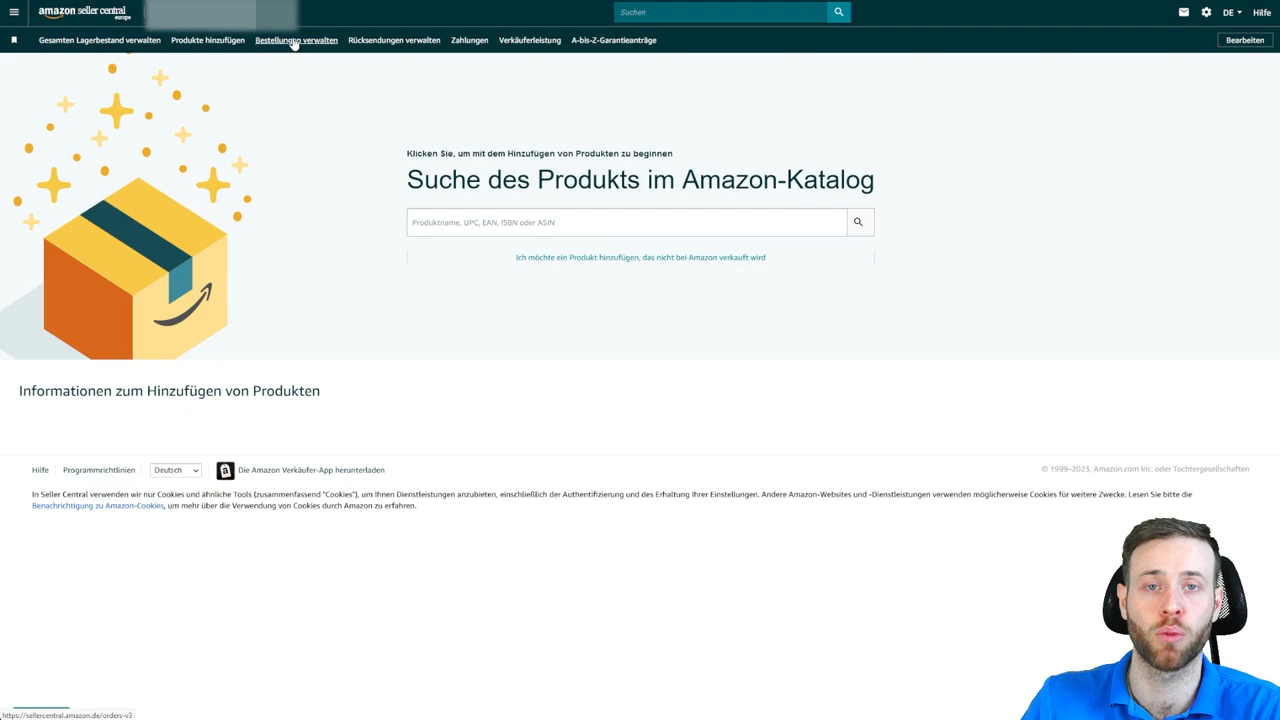 amazon seller central
europe
Suchen
DE
Hilfe
Gesamten Lagerbestand verwalten
Produkte hinzufügen
Bestellungen verwalten
Rücksendungen verwalten
Zahlungen
Verkäuferleistung
A-bis-Z-Garantieanträge
Bearbeiten
Klicken Sie, um mit dem Hinzufügen von Produkten zu beginnen
Suche des Produkts im Amazon-Katalog
Produktname, UPC, EAN, ISBN oder ASIN
Ich möchte ein Produkt hinzufügen, das nicht bei Amazon verkauft wird
Informationen zum Hinzufügen von Produkten
Hilfe
Programmrichtlinien
Deutsch
Die Amazon Verkäufer-App herunterladen
© 1999–2023, Amazon.com Inc. oder Tochtergesellschaften
In Seller Central verwenden wir nur Cookies und ähnliche Tools (zusammenfassend "Cookies"), um Ihnen Dienstleistungen anzubieten, einschließlich der Authentifizierung und des Erhaltung Ihrer Einstellungen. Andere Amazon-Websites und -Dienstleistungen verwenden möglicherweise Cookies für weitere Zwecke. Lesen Sie bitte die
Benachrichtigung zu Amazon-Cookies, um mehr über die Verwendung von Cookies durch Amazon zu erfahren.
https://sellercentral.amazon.de/orders-v3